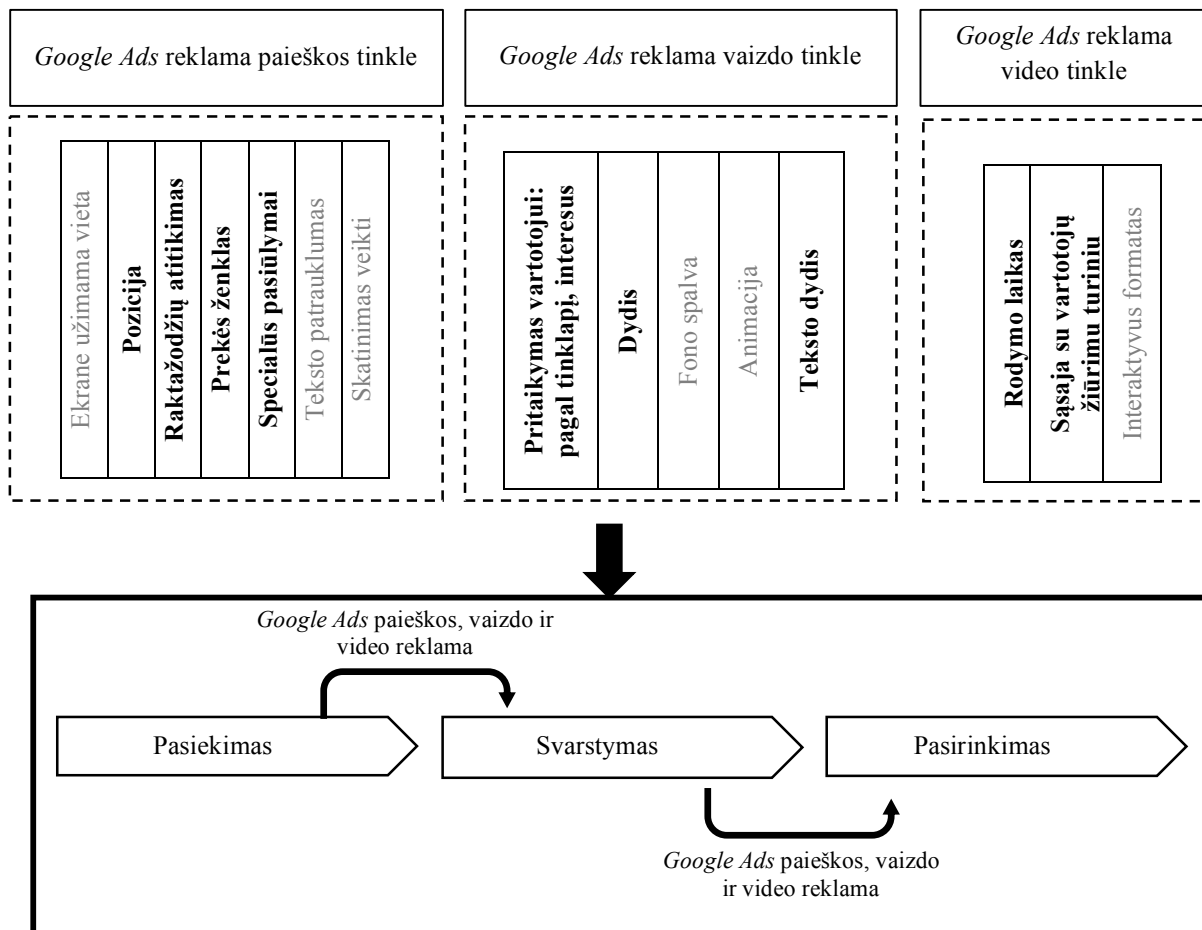 Google Ads reklama paieškos tinkle
Google Ads reklama vaizdo tinkle
Google Ads reklama
video tinkle
Ekrane užimama vieta
Pozicija
Raktažodžių atitikimas
Prekės ženklas
Specialūs pasiūlymai
Teksto patrauklumas
Skatinimas veikti
Pritaikymas vartotojui:
pagal tinklapį, interesus
Dydis
Fono spalva
Animacija
Teksto dydis
Rodymo laikas
Sąsaja su vartotojų
žiūrimu turiniu
Interaktyvus formatas
Google Ads paieškos, vaizdo ir
video reklama
Pasiekimas
Svarstymas
Pasirinkimas
Google Ads paieškos, vaizdo
ir video reklama